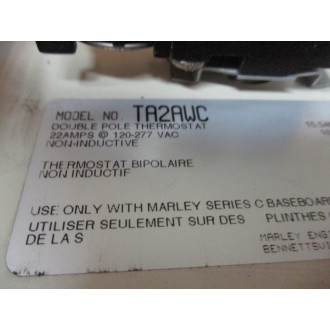 MODEL NO. TA2AWC
DOUBLE POLE THERMOSTAT
22AMPS @ 120-277 VAC
NON-INDUCTIVE
THERMOSTAT BIPOLAIRE
NON INDUCTIF
USE ONLY WITH MARLEY SERIES C BASEBOAR
UTILISER SEULEMENT SUR DES PLINTHES
DE LA S MARLEY ENG
BENNETTSVI